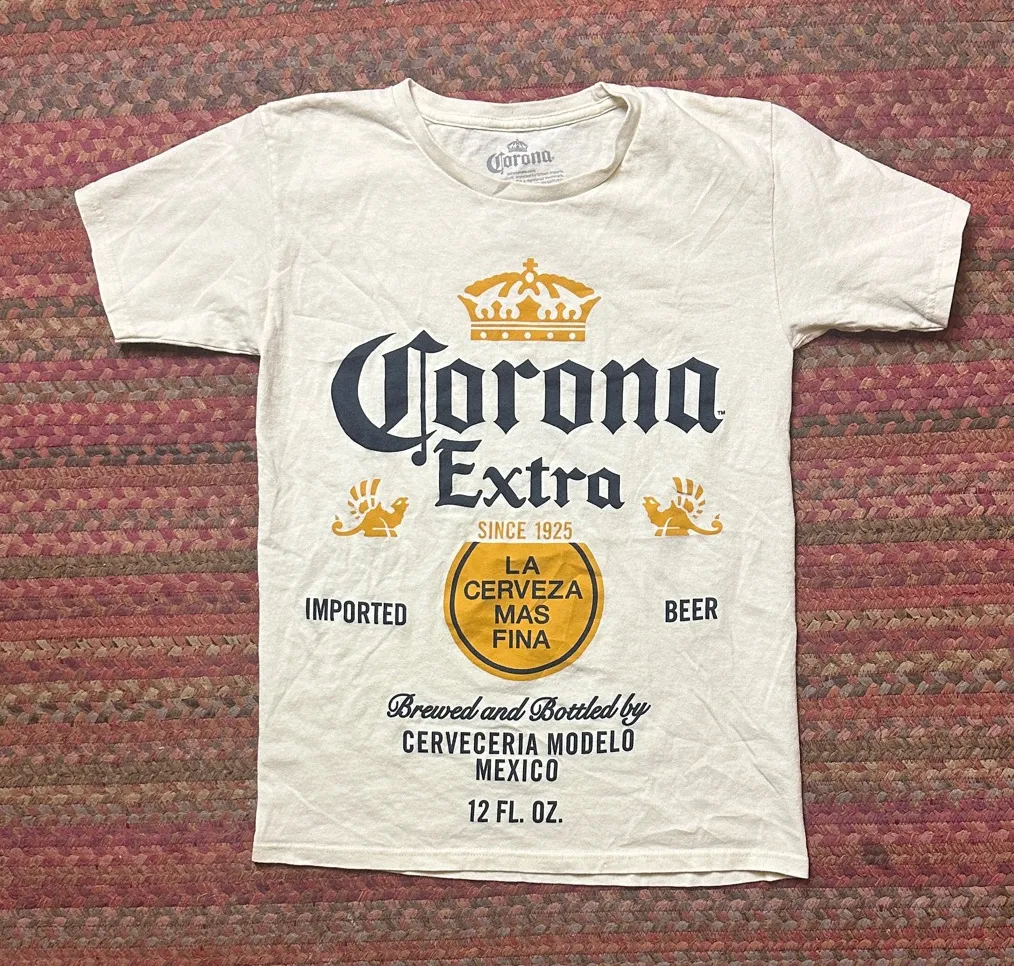 Corona
Corona™
Extra
SINCE 1925
LA
CERVEZA
MAS
FINA
IMPORTED
BEER
Brewed and Bottled by
CERVECERIA MODELO
MEXICO
12 FL. OZ.